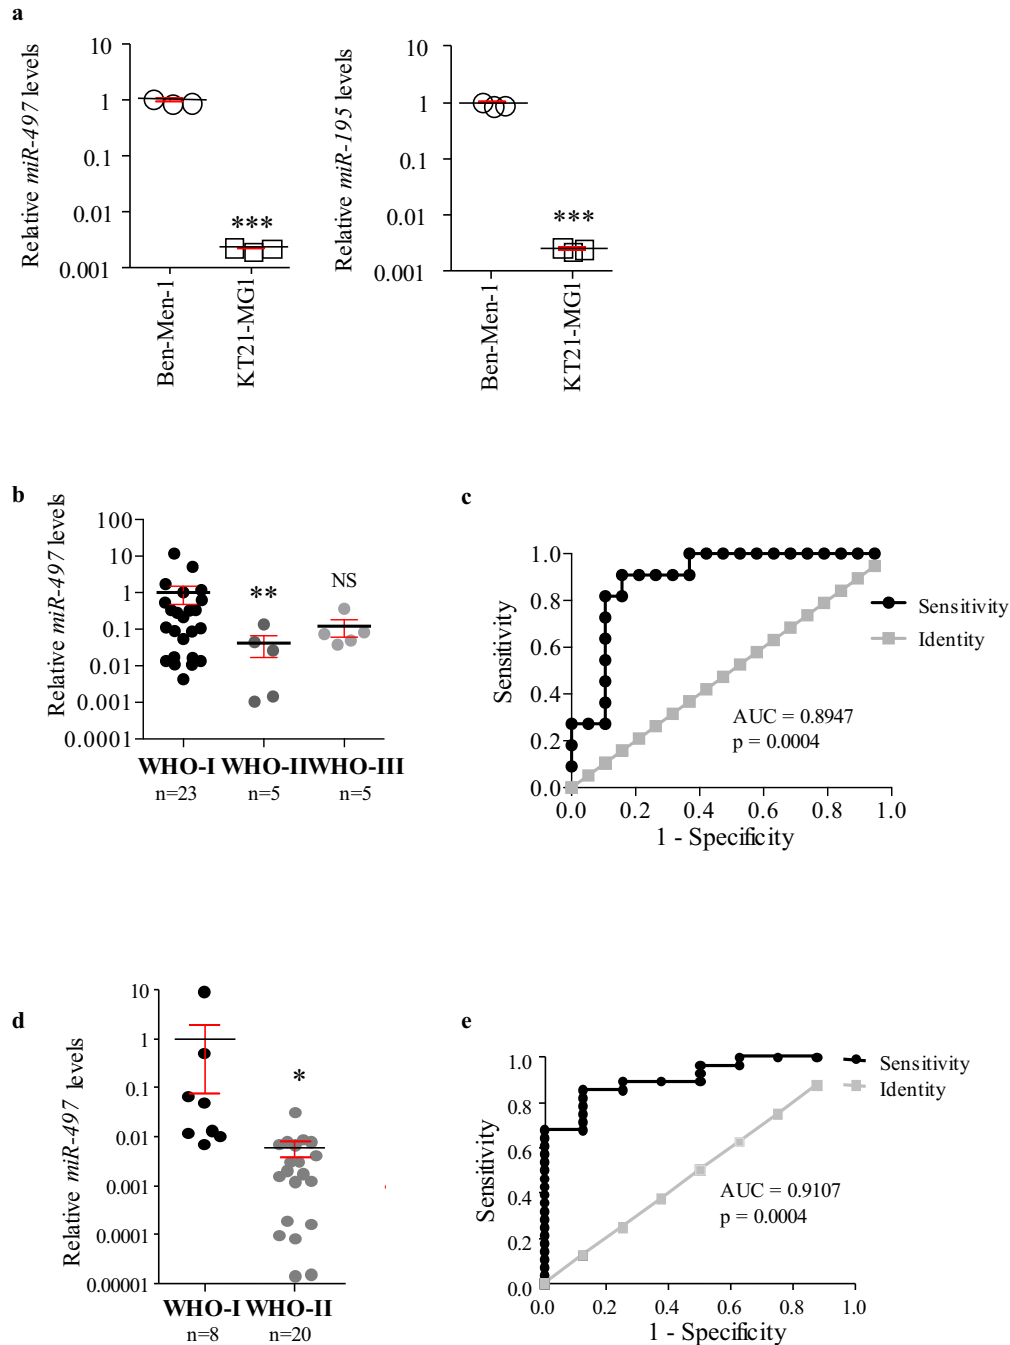 a
Relative miR-497 levels
10
1
0.1
0.01
0.001
***
Ben-Men-1
KT21-MG1
Relative miR-195 levels
10
1
0.1
0.01
0.001
***
Ben-Men-1
KT21-MG1
b
Relative miR-497 levels
100
10
1
0.1
0.01
0.001
0.0001
**
NS
WHO-I WHO-II WHO-III
n=23 n=5 n=5
c
Sensitivity
1.0
0.8
0.6
0.4
0.2
0.0
0.0 0.2 0.4 0.6 0.8 1.0
1 - Specificity
Sensitivity
Identity
AUC = 0.8947
p = 0.0004
d
Relative miR-497 levels
10
1
0.1
0.01
0.001
0.0001
0.00001
*
WHO-I WHO-II
n=8 n=20
e
Sensitivity
1.0
0.8
0.6
0.4
0.2
0.0
0.0 0.2 0.4 0.6 0.8 1.0
1 - Specificity
Sensitivity
Identity
AUC = 0.9107
p = 0.0004